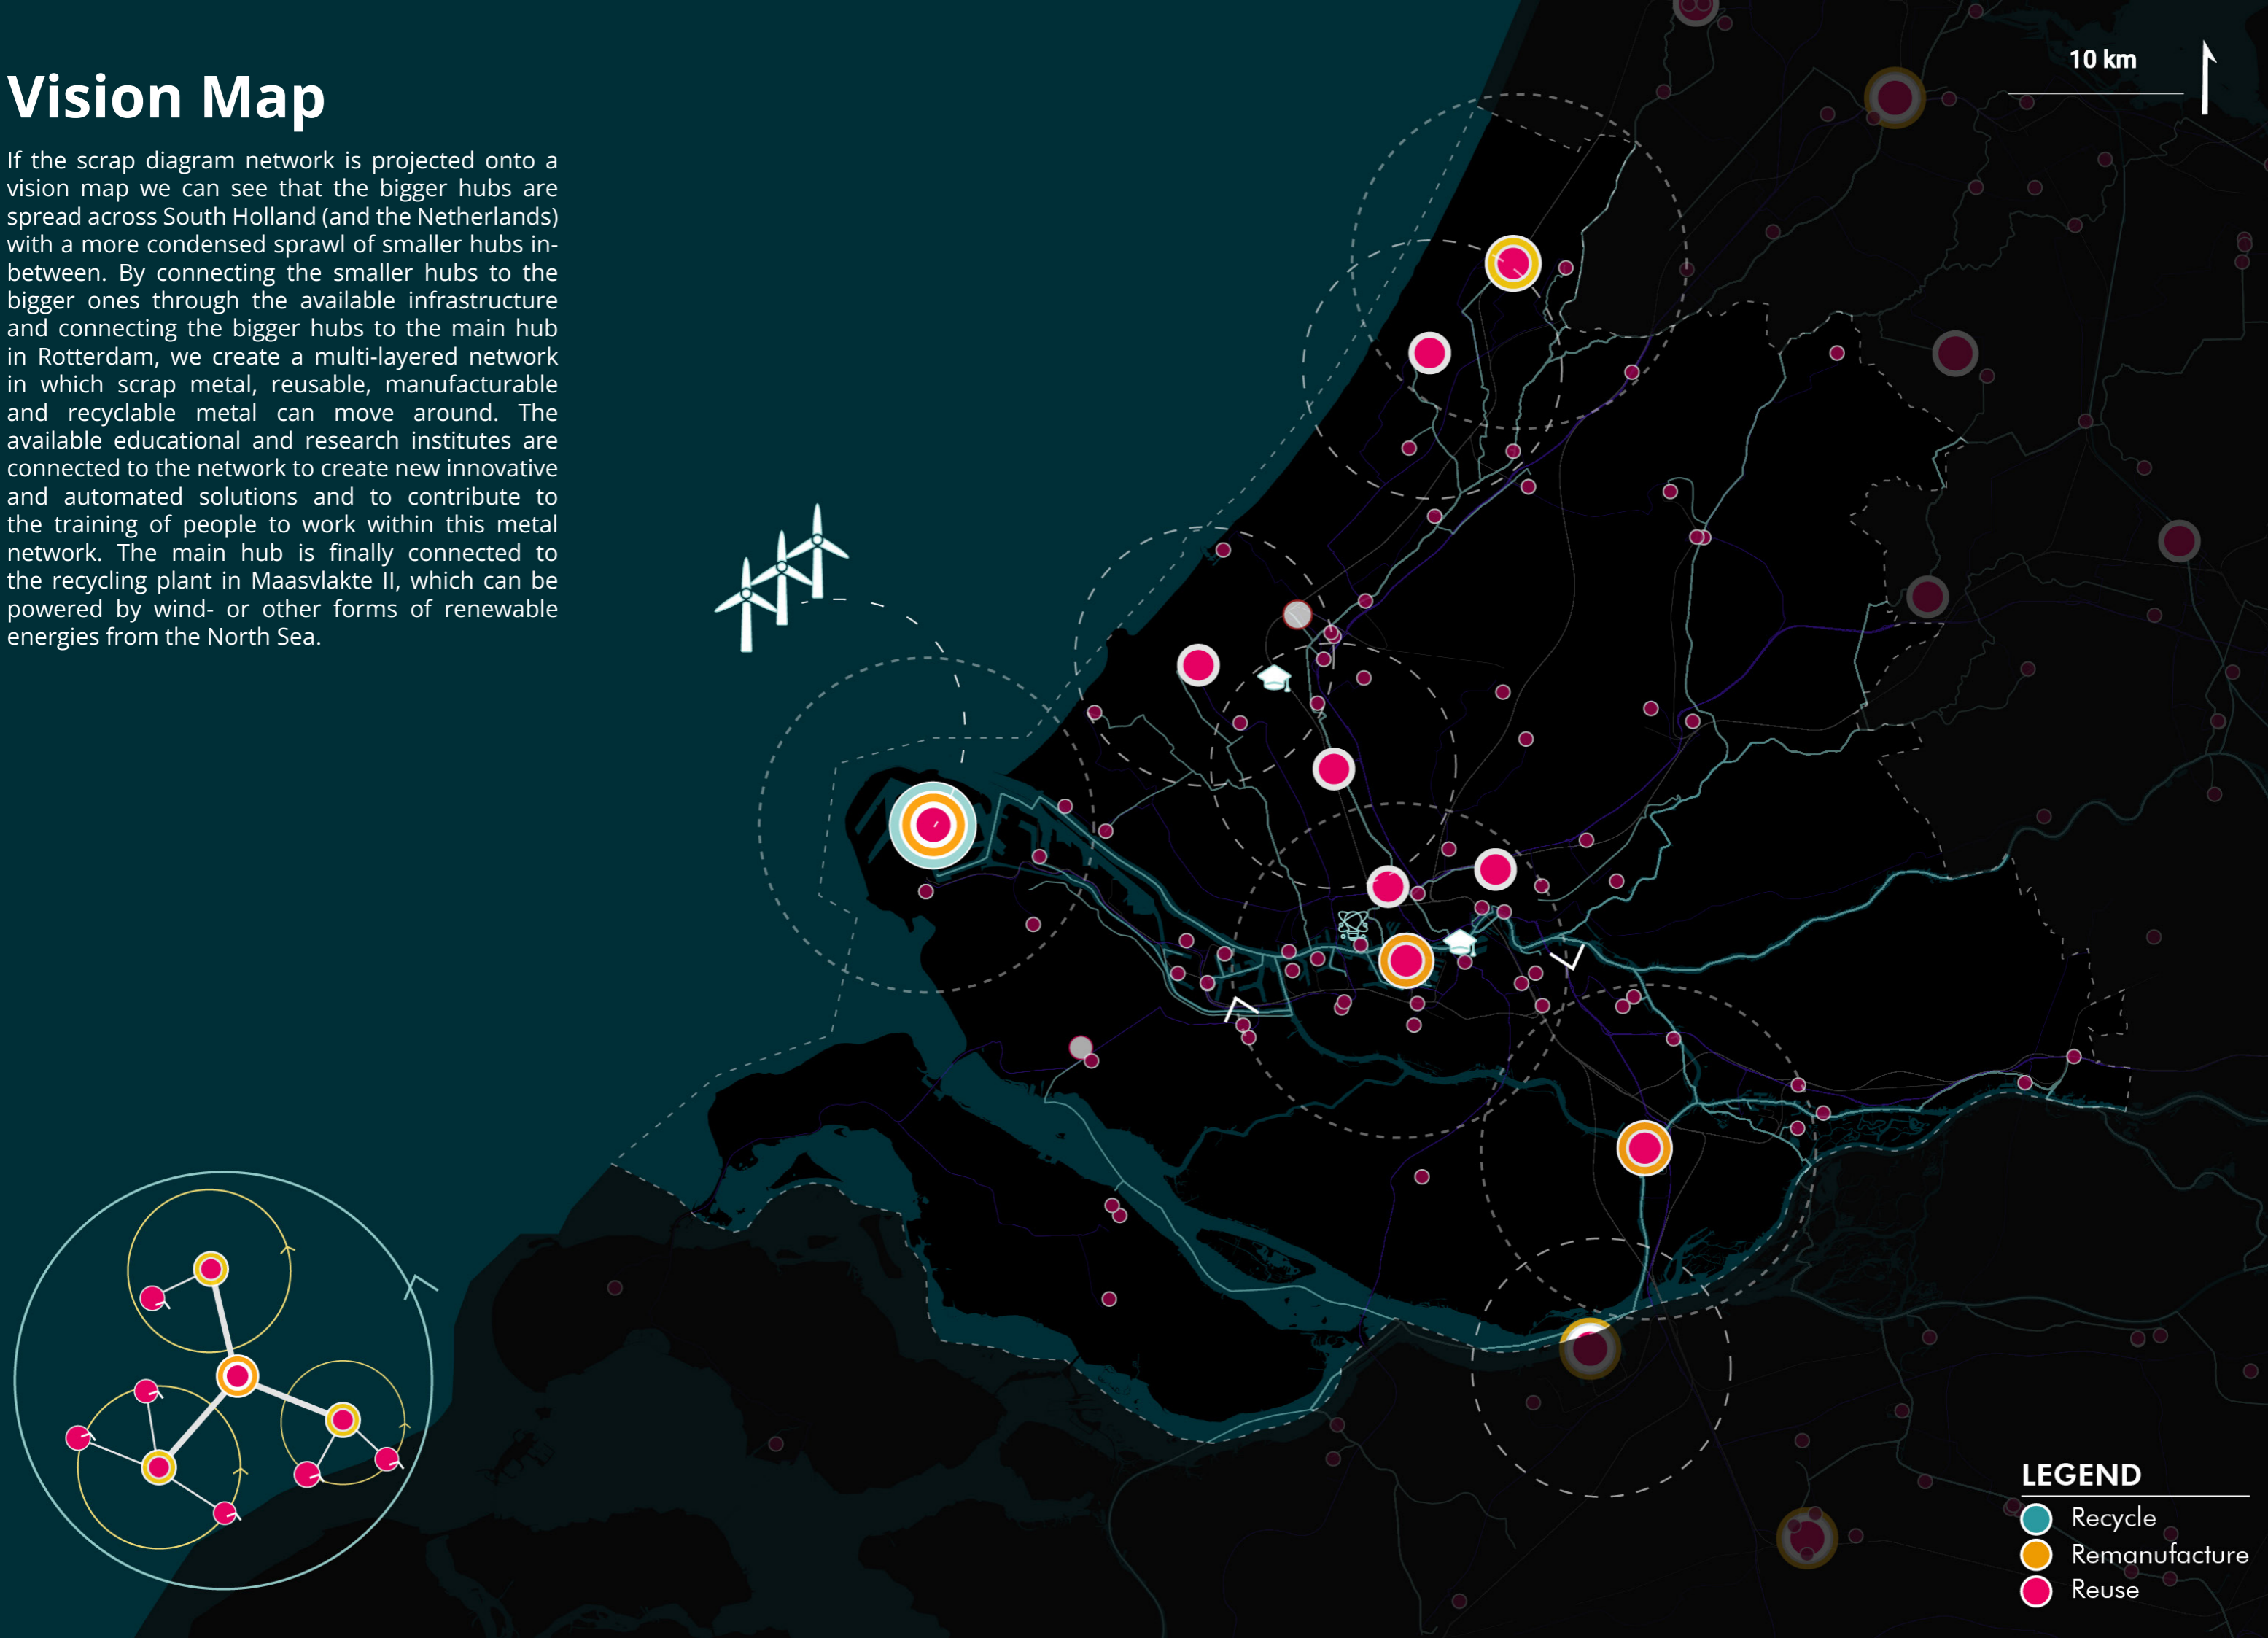 Vision Map
If the scrap diagram network is projected onto a
vision map we can see that the bigger hubs are
spread across South Holland (and the Netherlands)
with a more condensed sprawl of smaller hubs in-
between. By connecting the smaller hubs to the
bigger ones through the available infrastructure
and connecting the bigger hubs to the main hub
in Rotterdam, we create a multi-layered network
in which scrap metal, reusable, manufacturable
and recyclable metal can move around. The
available educational and research institutes are
connected to the network to create new innovative
and automated solutions and to contribute to
the training of people to work within this metal
network. The main hub is finally connected to
the recycling plant in Maasvlakte II, which can be
powered by wind- or other forms of renewable
energies from the North Sea.
10 km
LEGEND
Recycle
Remanufacture
Reuse